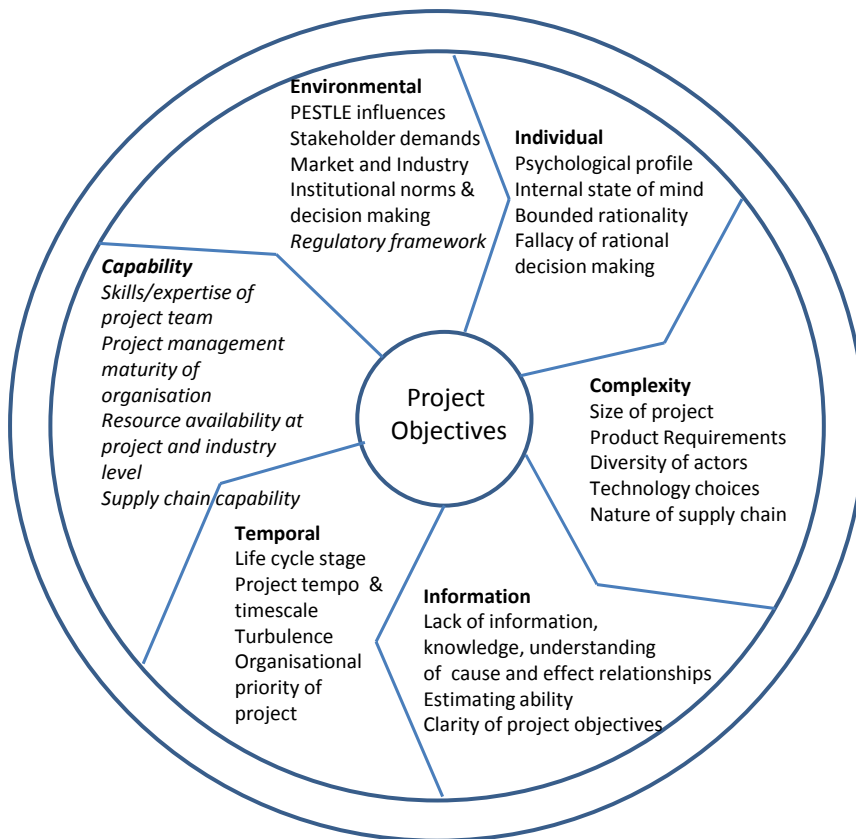 Environmental
PESTLE influences
Stakeholder demands
Market and Industry
Institutional norms &
decision making
Regulatory framework
Individual
Psychological profile
Internal state of mind
Bounded rationality
Fallacy of rational
decision making
Capability
Skills/expertise of
project team
Project management
maturity of
organisation
Resource availability at
project and industry
level
Supply chain capability
Project
Objectives
Complexity
Size of project
Product Requirements
Diversity of actors
Technology choices
Nature of supply chain
Temporal
Life cycle stage
Project tempo &
timescale
Turbulence
Organisational
priority of
project
Information
Lack of information,
knowledge, understanding
of cause and effect relationships
Estimating ability
Clarity of project objectives